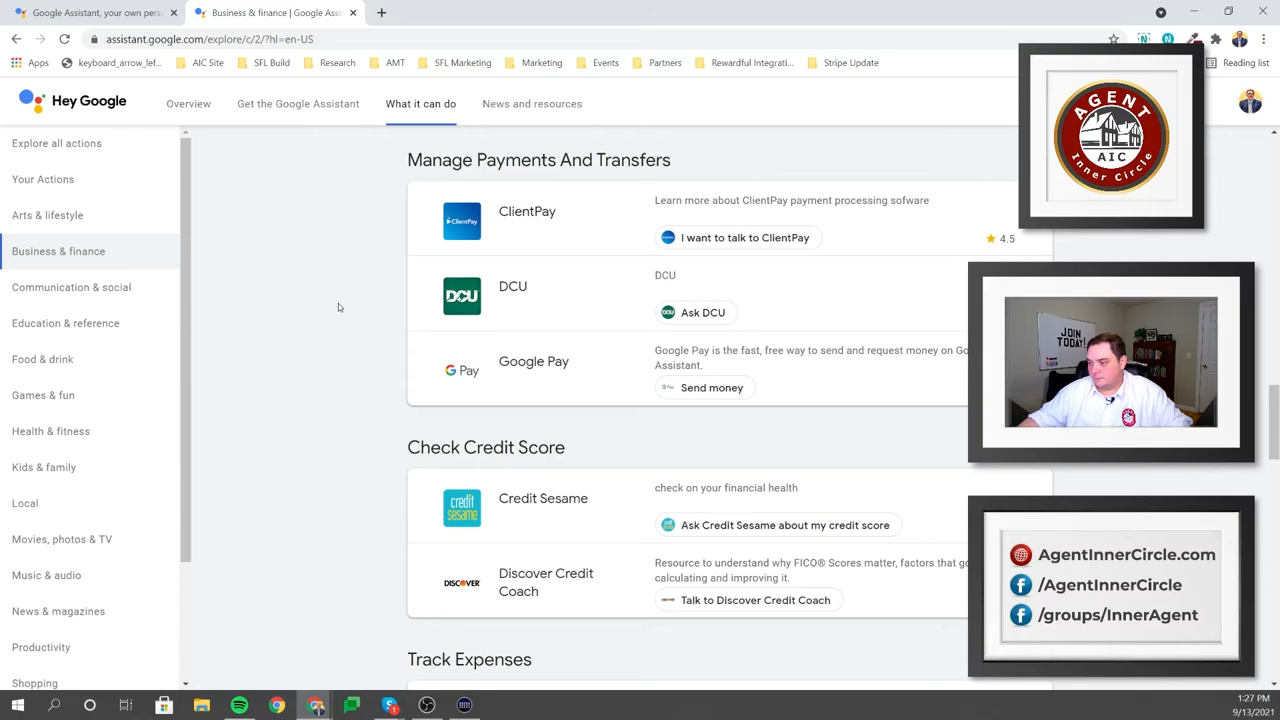 Google Assistant, your own pers
Business & finance | Google Assis
assistant.google.com/explore/c/2/?hl=en-US
Apps
keyboard_arrow_lef...
AIC Site
SFL Build
Research
AMT
SFL Marketing
Marketing
Events
Partners
Rewardful Integrati...
Stripe Update
Reading list
Hey Google
Overview
Get the Google Assistant
What it can do
News and resources
Explore all actions
Your Actions
Arts & lifestyle
Business & finance
Communication & social
Education & reference
Food & drink
Games & fun
Health & fitness
Kids & family
Local
Movies, photos & TV
Music & audio
News & magazines
Productivity
Shopping
Manage Payments And Transfers
ClientPay
ClientPay
Learn more about ClientPay payment processing sofware
I want to talk to ClientPay
4.5
DCU
DCU
DCU
Ask DCU
G Pay
Google Pay
Google Pay is the fast, free way to send and request money on Go
Assistant.
Send money
Check Credit Score
credit
sesame
Credit Sesame
check on your financial health
Ask Credit Sesame about my credit score
DISCOVER
Discover Credit
Coach
Resource to understand why FICO® Scores matter, factors that go
calculating and improving it.
Talk to Discover Credit Coach
Track Expenses
AGENT
AIC
Inner Circle
JOIN
TODAY!
AgentInnerCircle.com
/AgentInnerCircle
/groups/InnerAgent
1:27 PM
9/13/2021